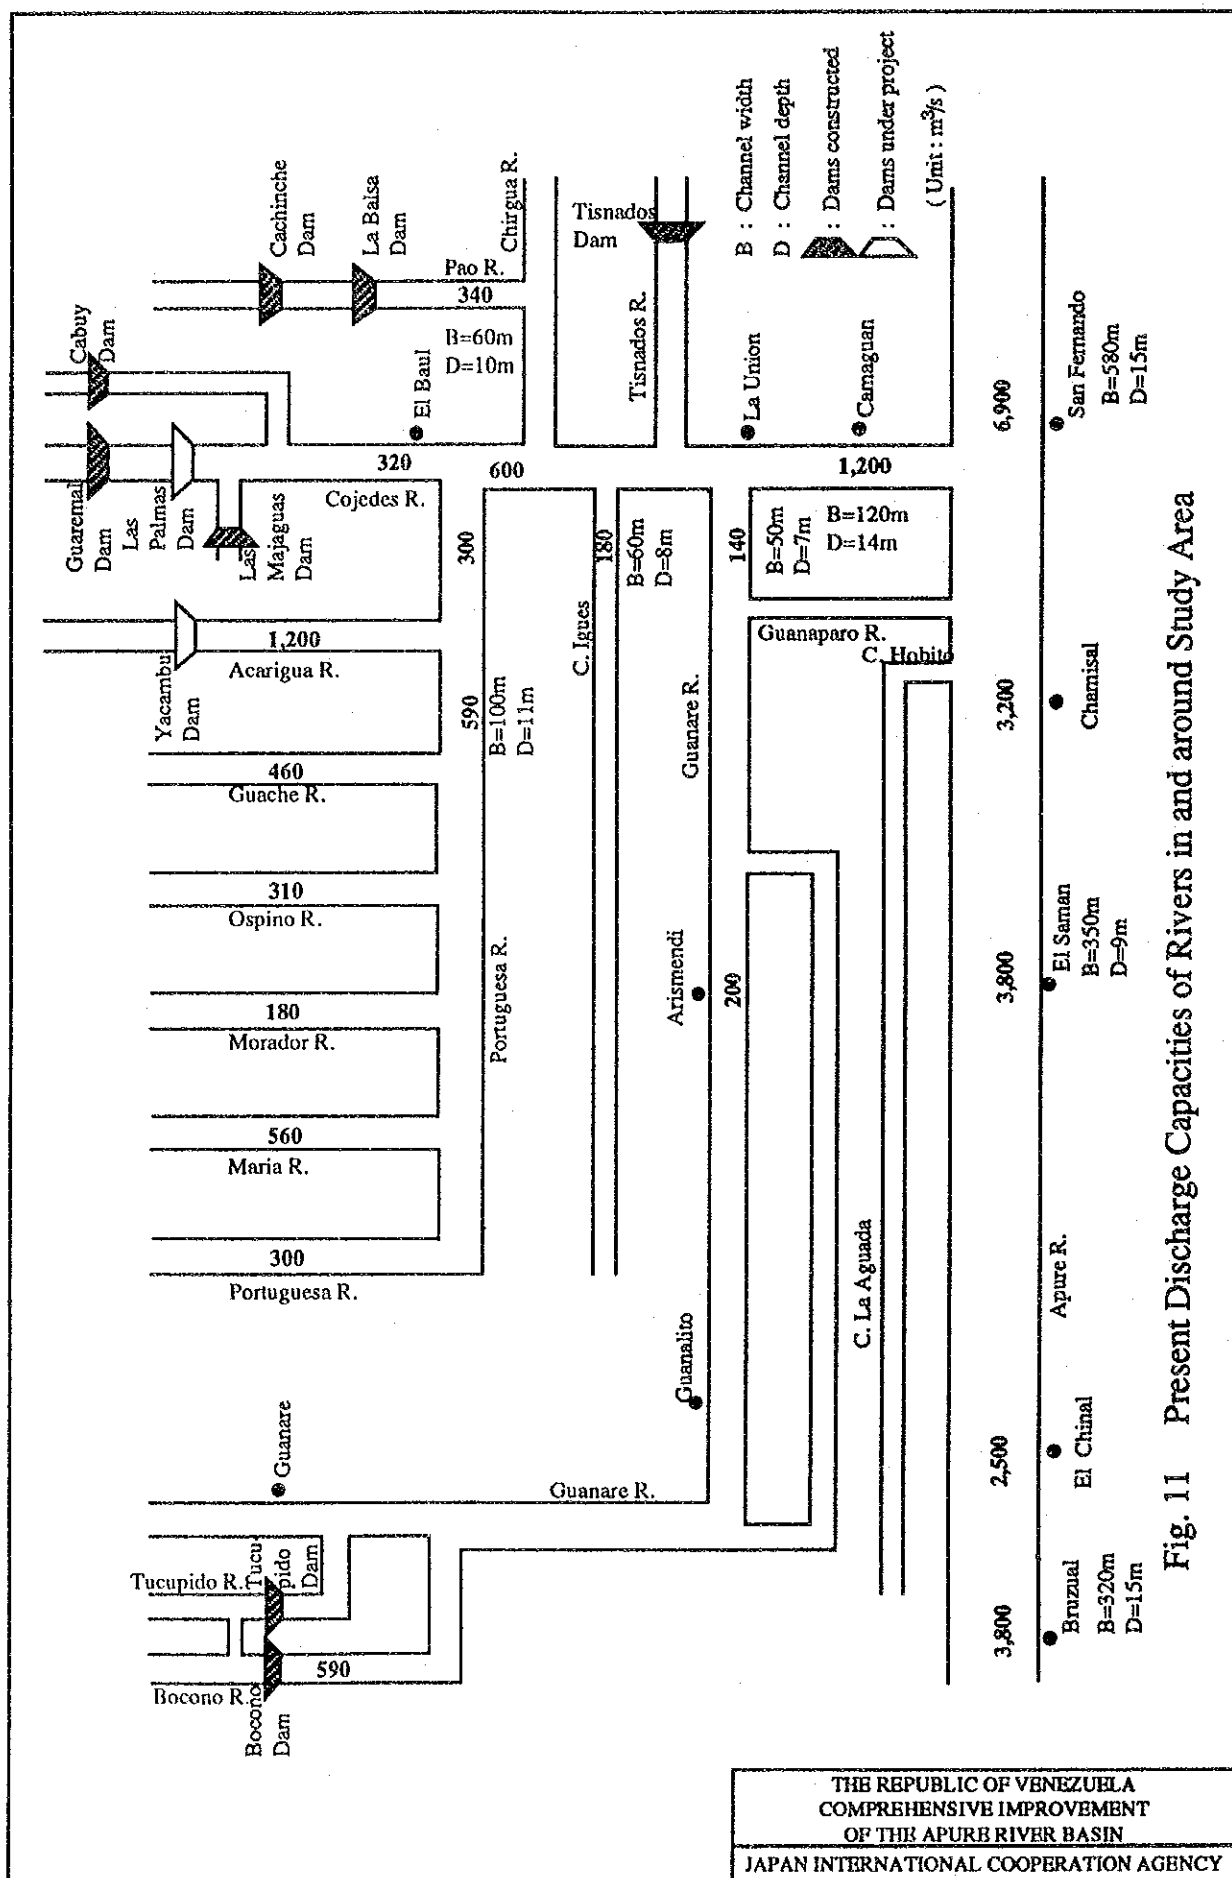 Cabuy
Dam
Guaremal
Dam
Las
Palmas
Dam
Las
Majaguas
Dam
Yacambu
Dam
Cachinche
Dam
La Balsa
Dam
Pao R.
340
Chirgua R.
B=60m
D=10m
El Baul
320
600
Cojedes R.
300
1,200
Acarigua R.
590
B=100m
D=11m
460
Guache R.
310
Ospino R.
180
Morador R.
560
Maria R.
300
Portuguesa R.
Portuguesa R.
Tisnados
Dam
Tisnados R.
La Union
Camaguan
1,200
B : Channel width
D : Channel depth
: Dams constructed
: Dams under project
( Unit : m³/s )
C. Igues
180
B=60m
D=8m
140
B=50m
D=7m
B=120m
D=14m
Guanare R.
Guanaparo R.
C. Hobito
Arismendi
200
Guanalito
C. La Aguada
Guanare
Guanare R.
Tucupido R.
Tucu-
pido
Dam
590
Bocono R.
Bocono
Dam
6,900
San Fernando
B=580m
D=15m
3,200
Chamisal
3,800
El Saman
B=350m
D=9m
Apure R.
2,500
El Chinal
3,800
Bruzual
B=320m
D=15m
Fig. 11 Present Discharge Capacities of Rivers in and around Study Area
THE REPUBLIC OF VENEZUELA
COMPREHENSIVE IMPROVEMENT
OF THE APURE RIVER BASIN
JAPAN INTERNATIONAL COOPERATION AGENCY